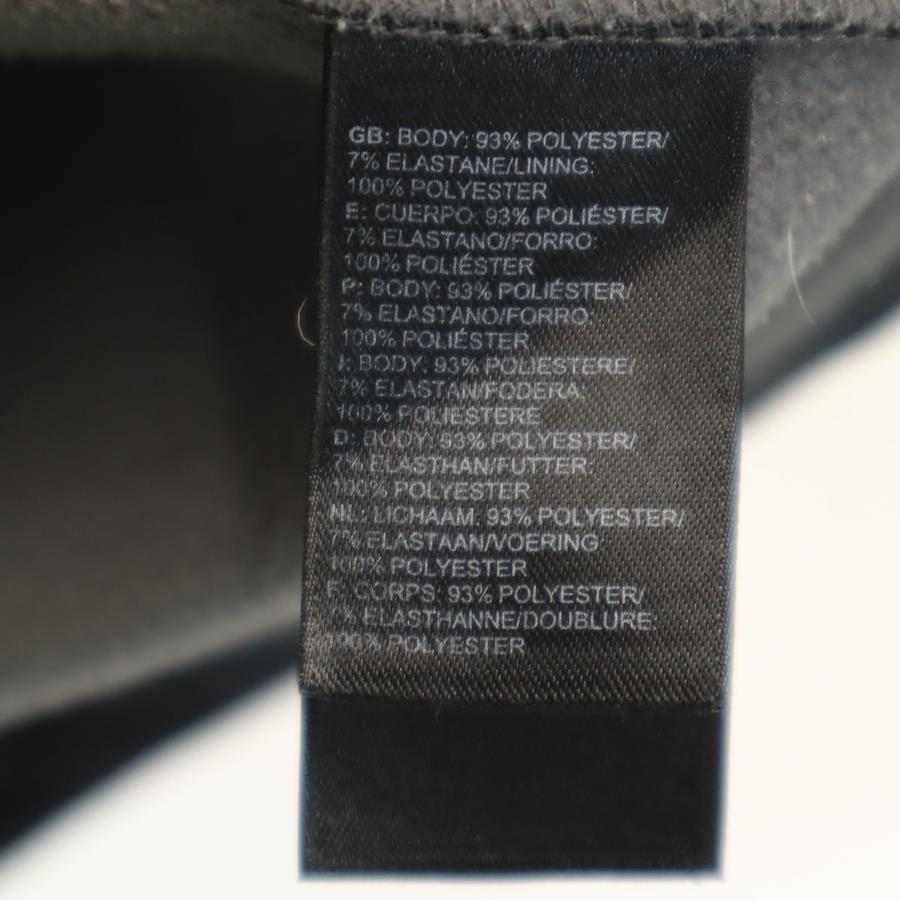 GB: BODY: 93% POLYESTER/
7% ELASTANE/LINING:
100% POLYESTER
E: CUERPO: 93% POLIÉSTER/
7% ELASTANO/FORRO:
100% POLIÉSTER
P: BODY: 93% POLIÉSTER/
7% ELASTANO/FORRO:
100% POLIÉSTER
I: BODY: 93% POLIESTERE/
7% ELASTAN/FODERA:
100% POLIESTERE
D: BODY: 93% POLYESTER/
7% ELASTHAN/FUTTER:
100% POLYESTER
NL: LICHAAM: 93% POLYESTER/
7% ELASTAAN/VOERING:
100% POLYESTER
F: CORPS: 93% POLYESTER/
7% ELASTHANNE/DOUBLURE:
100% POLYESTER